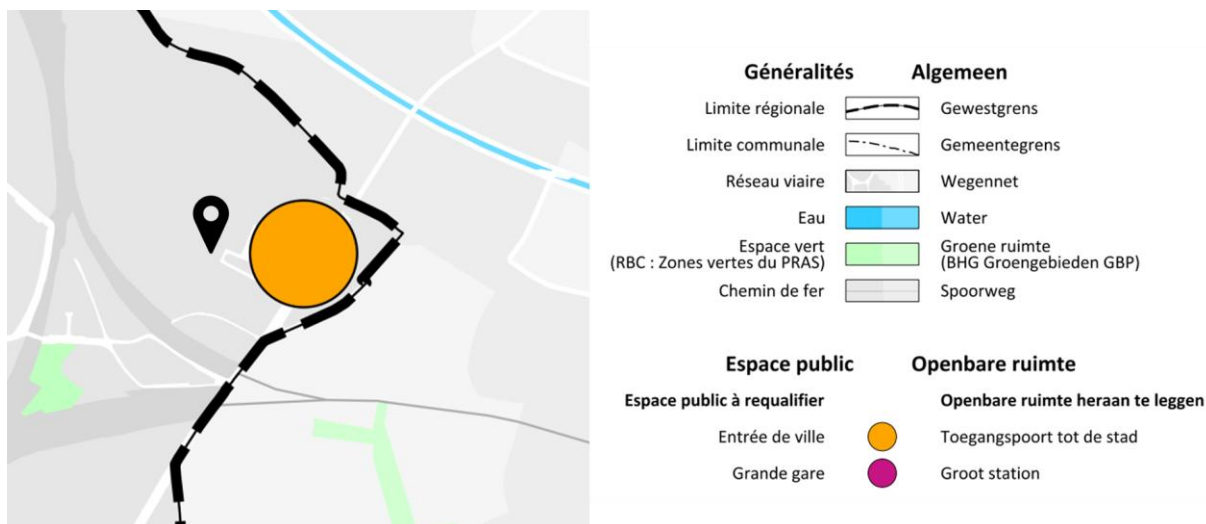 Généralités Algemeen
Limite régionale Gewestgrens
Limite communale Gemeentegrens
Réseau viaire Wegennet
Eau Water
Espace vert Groene ruimte
(RBC : Zones vertes du PRAS) (BHG Groengebieden GBP)
Chemin de fer Spoorweg
Espace public Openbare ruimte
Espace public à requalifier Openbare ruimte heraan te leggen
Entrée de ville Toegangspoort tot de stad
Grande gare Groot station